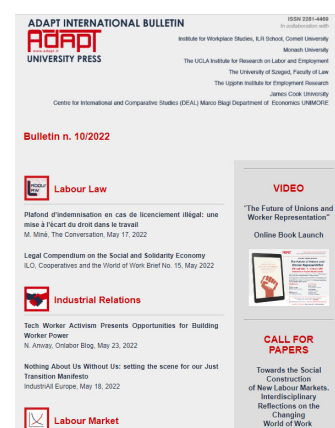 ADAPT INTERNATIONAL BULLETIN
ADAPT
www.adapt.it
UNIVERSITY PRESS
ISSN 2281-4469
In collaboration with
Institute for Workplace Studies, ILR School, Cornell University
Monash University
The UCLA Institute for Research on Labor and Employment
The University of Szeged, Faculty of Law
The Upjohn Institute for Employment Research
James Cook University
Centre for International and Comparative Studies (DEAL) Marco Biagi Department of Economics UNIMORE
Bulletin n. 10/2022
Labour Law
Plafond d'indemnisation en cas de licenciement illégal: une
mise à l'écart du droit dans le travail
M. Miné, The Conversation, May 17, 2022
Legal Compendium on the Social and Solidarity Economy
ILO, Cooperatives and the World of Work Brief No. 15, May 2022
Industrial Relations
Tech Worker Activism Presents Opportunities for Building
Worker Power
N. Anway, Onlabor Blog, May 23, 2022
Nothing About Us Without Us: setting the scene for our Just
Transition Manifesto
IndustriAll Europe, May 18, 2022
Labour Market
VIDEO
"The Future of Unions and
Worker Representation"
Online Book Launch
CALL FOR
PAPERS
Towards the Social
Construction
of New Labour Markets.
Interdisciplinary
Reflections on the
Changing
World of Work